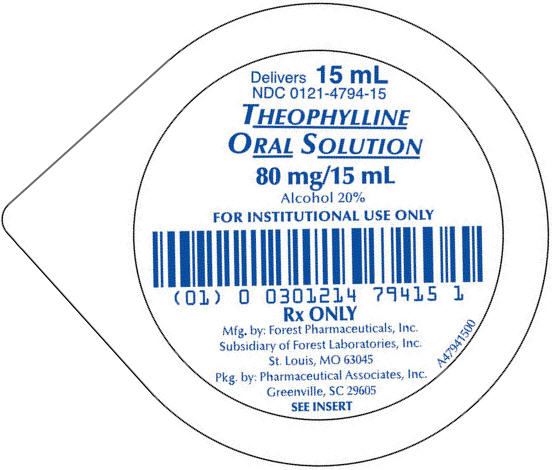 Delivers 15 mL
NDC 0121-4794-15
THEOPHYLLINE
ORAL SOLUTION
80 mg/15 mL
Alcohol 20%
FOR INSTITUTIONAL USE ONLY
(01) 0 0301214 79415 1
Rx ONLY
Mfg. by: Forest Pharmaceuticals, Inc.
Subsidiary of Forest Laboratories, Inc.
St. Louis, MO 63045
Pkg. by: Pharmaceutical Associates, Inc.
Greenville, SC 29605
SEE INSERT
A47941500